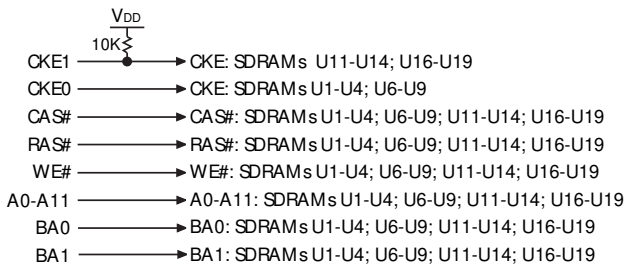 VDD
10K
CKE1 CKE: SDRAMs U11-U14; U16-U19
CKE0 CKE: SDRAMs U1-U4; U6-U9
CAS# CAS#: SDRAMs U1-U4; U6-U9; U11-U14; U16-U19
RAS# RAS#: SDRAMs U1-U4; U6-U9; U11-U14; U16-U19
WE# WE#: SDRAMs U1-U4; U6-U9; U11-U14; U16-U19
A0-A11 A0-A11: SDRAMs U1-U4; U6-U9; U11-U14; U16-U19
BA0 BA0: SDRAMs U1-U4; U6-U9; U11-U14; U16-U19
BA1 BA1: SDRAMs U1-U4; U6-U9; U11-U14; U16-U19